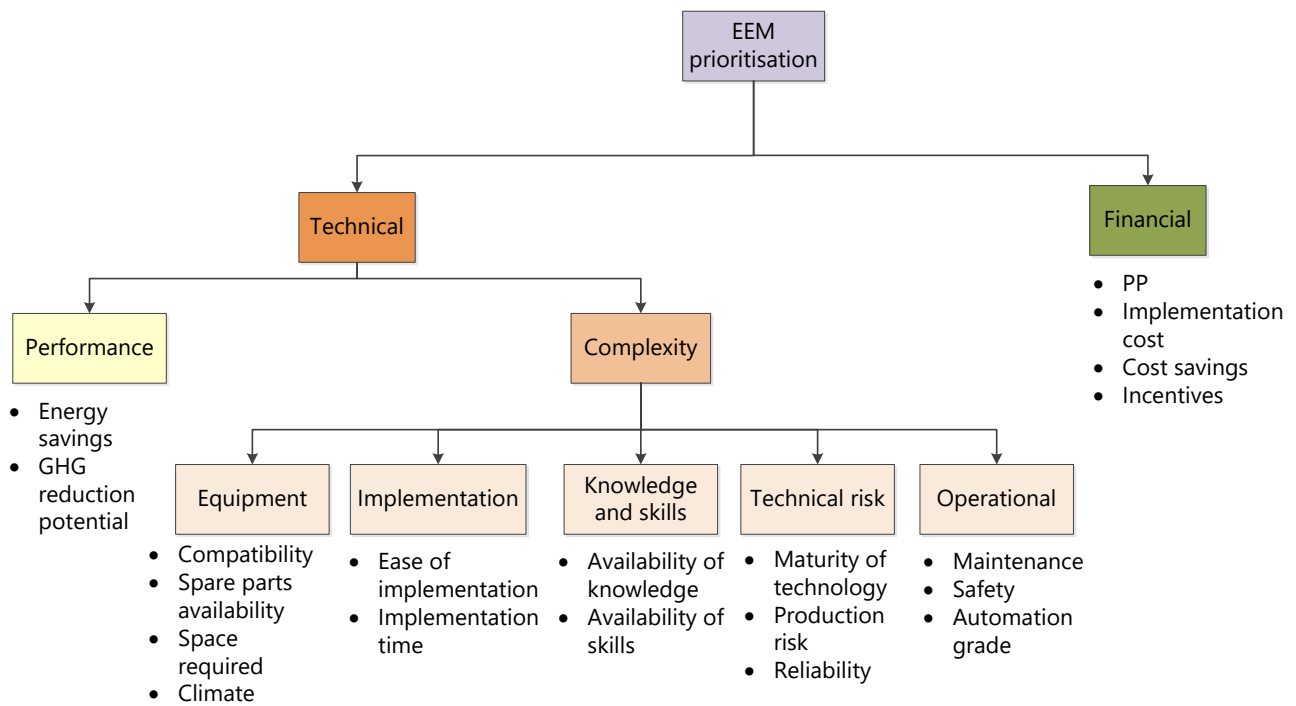 EEM
prioritisation
Technical
Financial
• PP
• Implementation
cost
• Cost savings
• Incentives
Performance
• Energy
savings
• GHG
reduction
potential
Complexity
Equipment
• Compatibility
• Spare parts
availability
• Space
required
• Climate
Implementation
• Ease of
implementation
• Implementation
time
Knowledge
and skills
• Availability of
knowledge
• Availability of
skills
Technical risk
• Maturity of
technology
• Production
risk
• Reliability
Operational
• Maintenance
• Safety
• Automation
grade